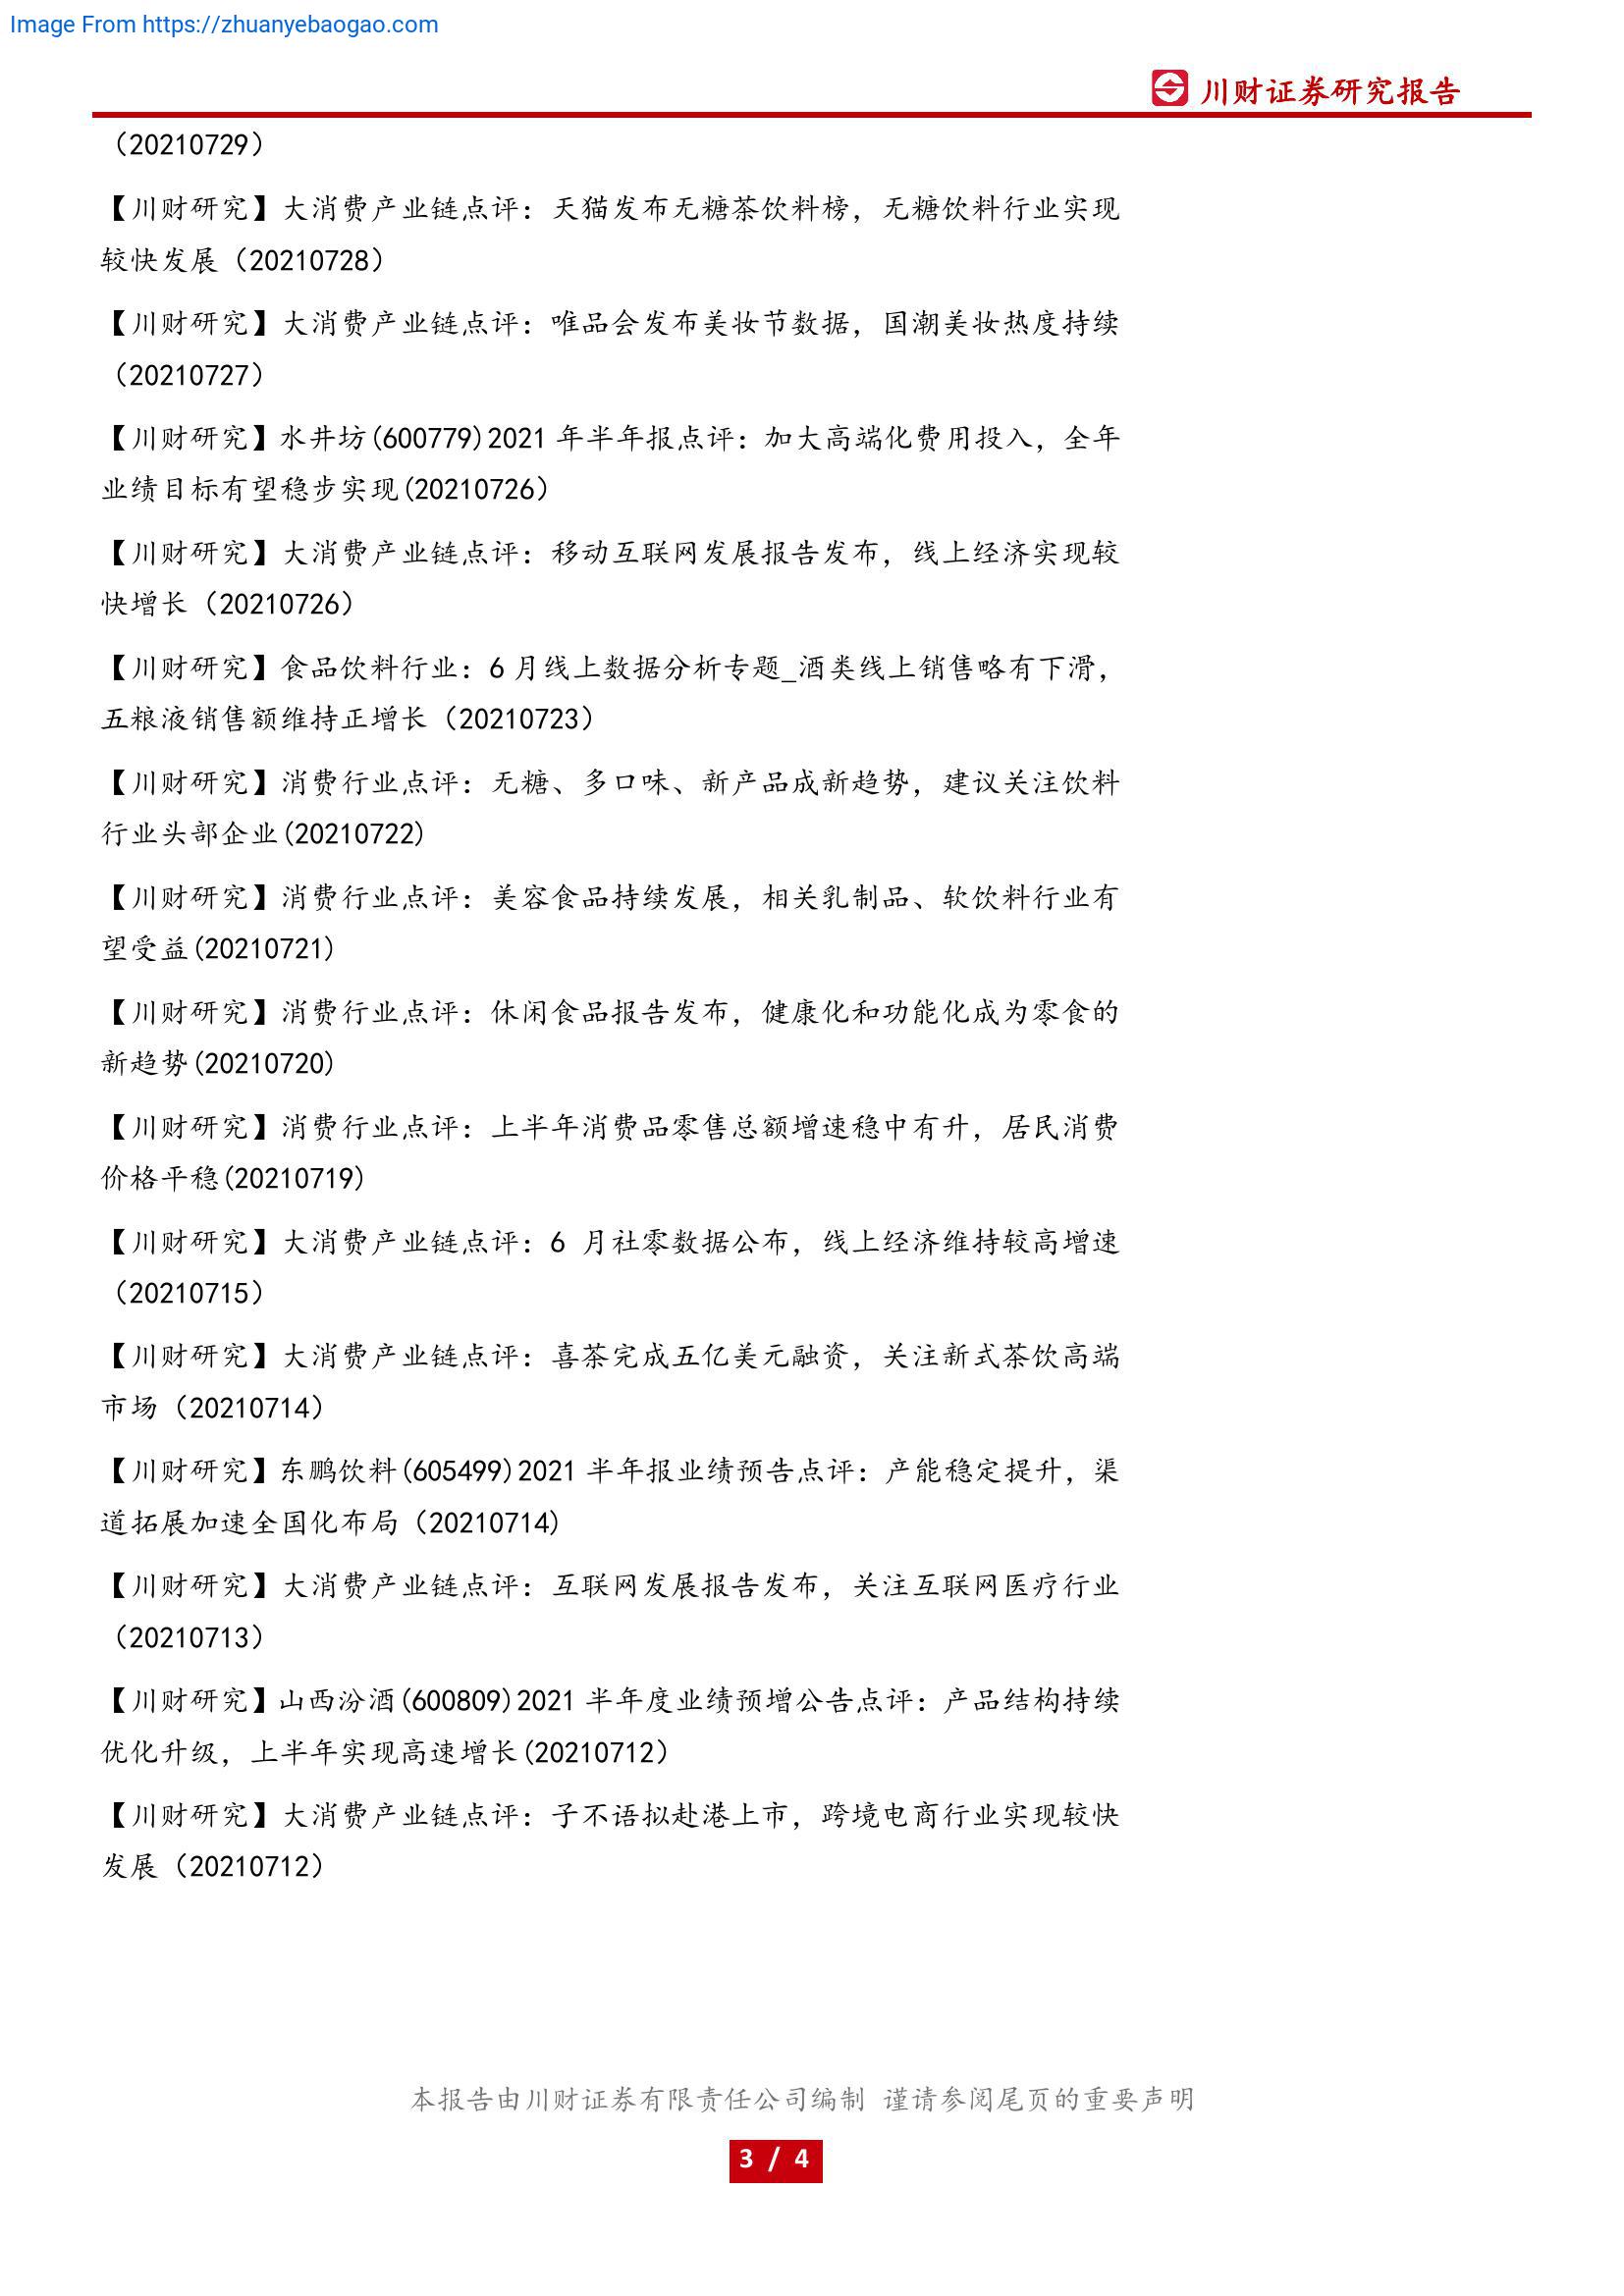 Image From https://zhuanyebaogao.com
川财证券研究报告
（20210729）
【川财研究】大消费产业链点评：天猫发布无糖茶饮料榜，无糖饮料行业实现
较快发展（20210728）
【川财研究】大消费产业链点评：唯品会发布美妆节数据，国潮美妆热度持续
（20210727）
【川财研究】水井坊(600779)2021 年半年报点评：加大高端化费用投入，全年
业绩目标有望稳步实现(20210726）
【川财研究】大消费产业链点评：移动互联网发展报告发布，线上经济实现较
快增长（20210726）
【川财研究】食品饮料行业：6 月线上数据分析专题_酒类线上销售略有下滑，
五粮液销售额维持正增长（20210723）
【川财研究】消费行业点评：无糖、多口味、新产品成新趋势，建议关注饮料
行业头部企业(20210722)
【川财研究】消费行业点评：美容食品持续发展，相关乳制品、软饮料行业有
望受益(20210721)
【川财研究】消费行业点评：休闲食品报告发布，健康化和功能化成为零食的
新趋势(20210720)
【川财研究】消费行业点评：上半年消费品零售总额增速稳中有升，居民消费
价格平稳(20210719)
【川财研究】大消费产业链点评：6 月社零数据公布，线上经济维持较高增速
（20210715）
【川财研究】大消费产业链点评：喜茶完成五亿美元融资，关注新式茶饮高端
市场（20210714）
【川财研究】东鹏饮料(605499)2021 半年报业绩预告点评：产能稳定提升，渠
道拓展加速全国化布局（20210714)
【川财研究】大消费产业链点评：互联网发展报告发布，关注互联网医疗行业
（20210713）
【川财研究】山西汾酒(600809)2021 半年度业绩预增公告点评：产品结构持续
优化升级，上半年实现高速增长(20210712）
【川财研究】大消费产业链点评：子不语拟赴港上市，跨境电商行业实现较快
发展（20210712）
本报告由川财证券有限责任公司编制 谨请参阅尾页的重要声明
3 / 4